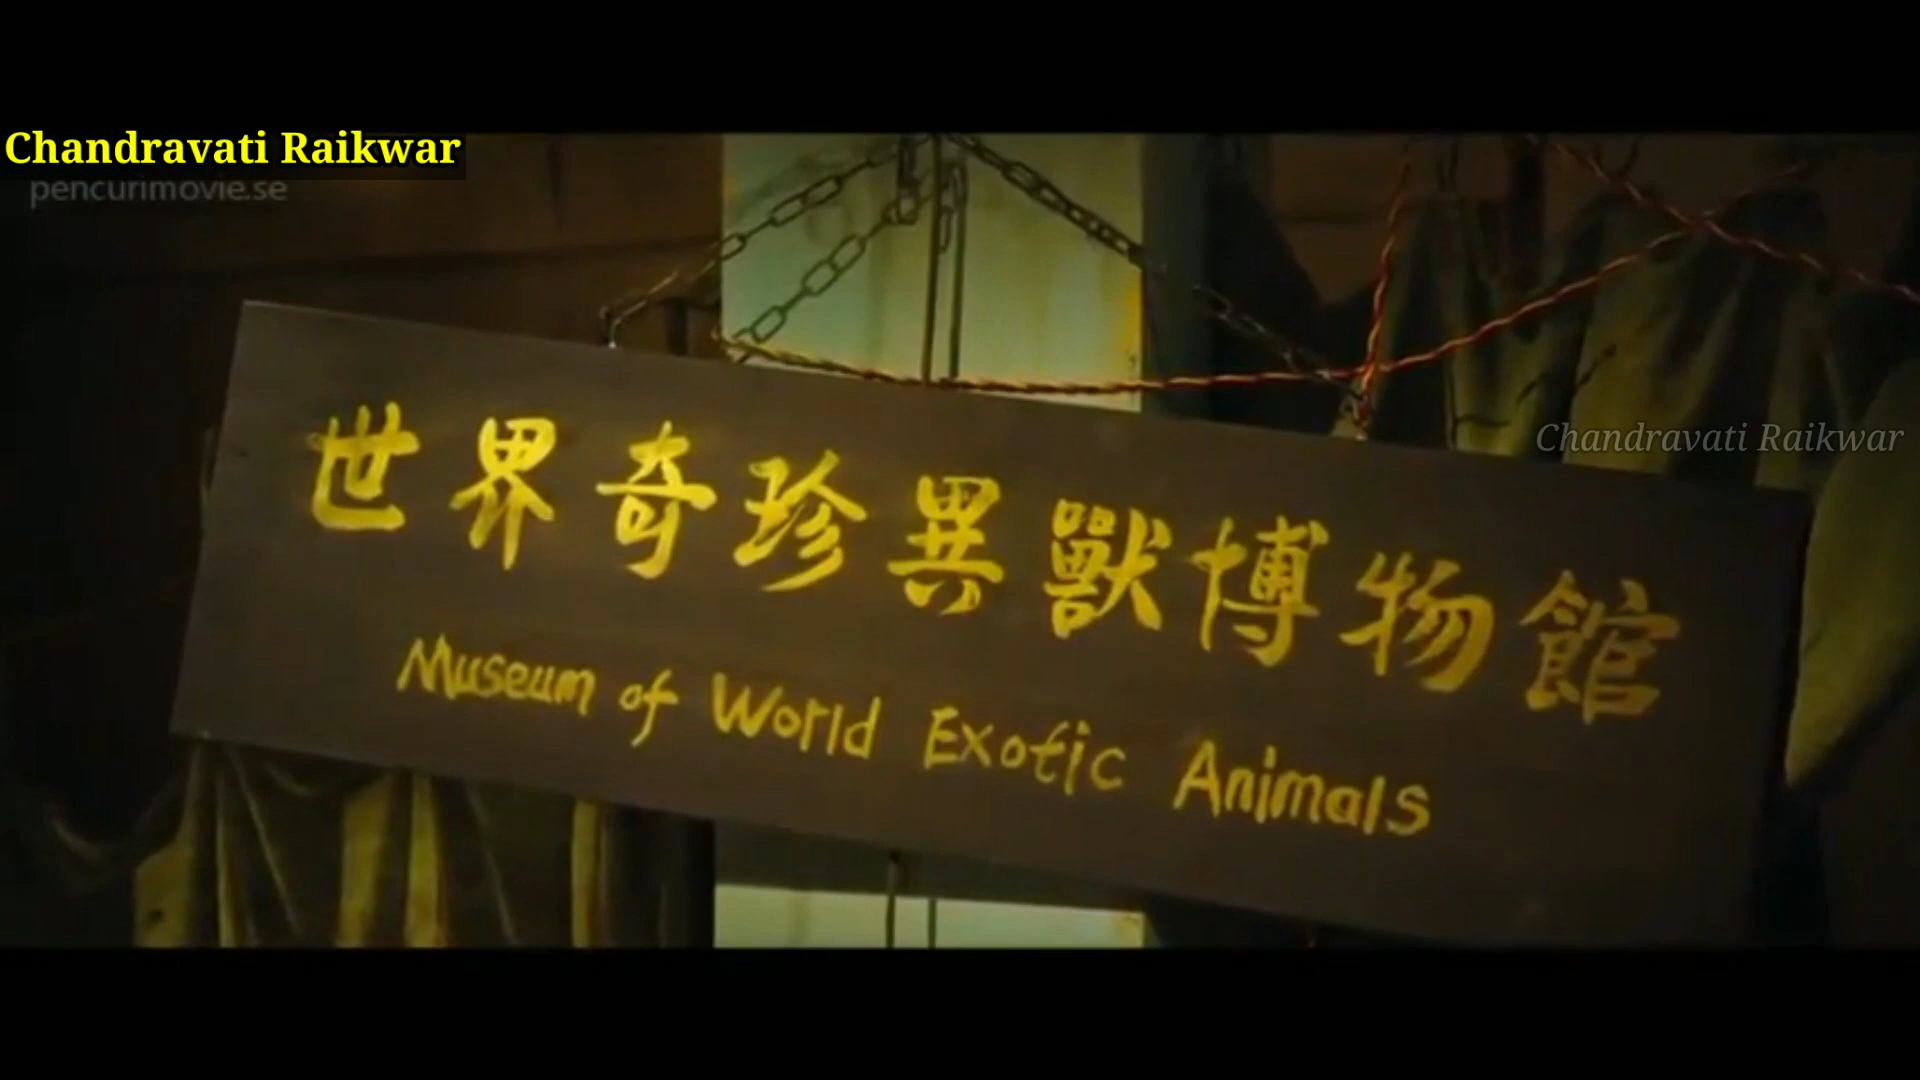 Chandravati Raikwar
pencurimovie.se
Chandravati Raikwar
世界奇珍異獸博物館
Museum of World Exotic Animals